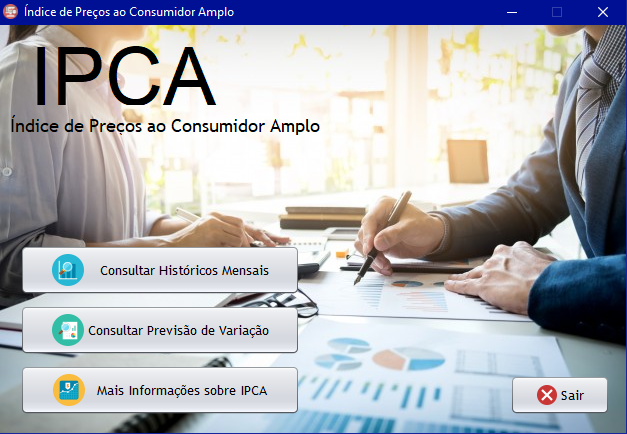 Índice de Preços ao Consumidor Amplo
IPCA
Índice de Preços ao Consumidor Amplo
Consultar Históricos Mensais
Consultar Previsão de Variação
Mais Informações sobre IPCA
Sair